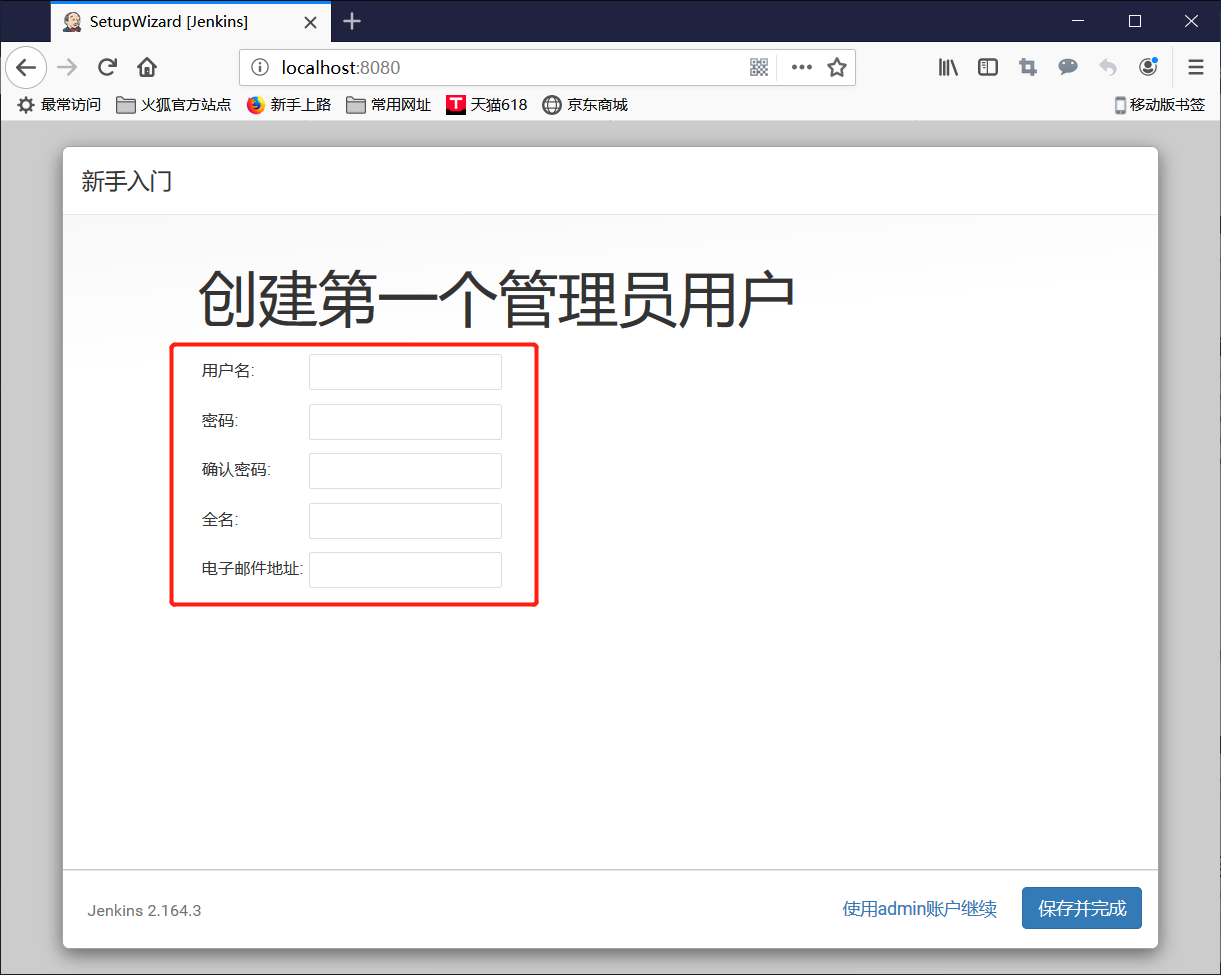 SetupWizard [Jenkins]
localhost:8080
最常访问 火狐官方站点 新手上路 常用网址 T 天猫618 京东商城 移动版书签
新手入门
创建第一个管理员用户
用户名:
密码:
确认密码:
全名:
电子邮件地址:
Jenkins 2.164.3 使用admin账户继续 保存并完成